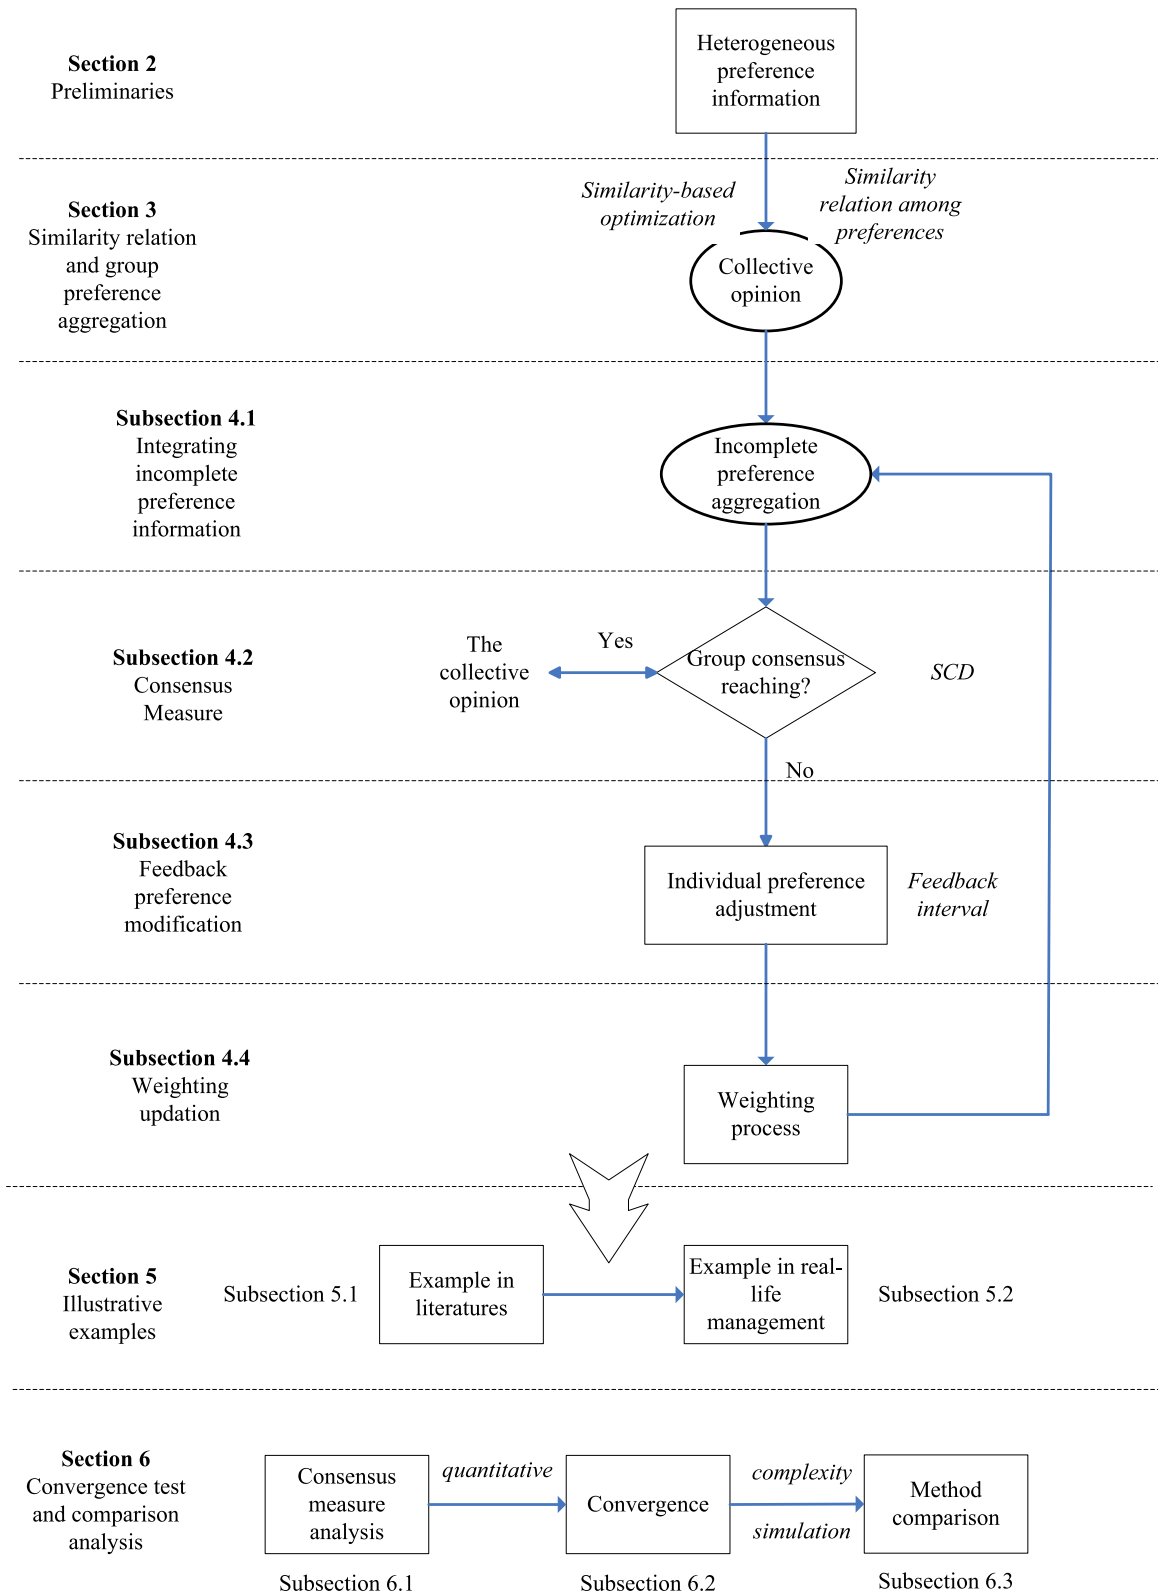 Section 2
Preliminaries
Heterogeneous
preference
information
Section 3
Similarity relation
and group
preference
aggregation
Similarity-based
optimization
Similarity
relation among
preferences
Collective
opinion
Subsection 4.1
Integrating
incomplete
preference
information
Incomplete
preference
aggregation
Subsection 4.2
Consensus
Measure
The
collective
opinion
Yes
Group consensus
reaching?
SCD
No
Subsection 4.3
Feedback
preference
modification
Individual preference
adjustment
Feedback
interval
Subsection 4.4
Weighting
updation
Weighting
process
Section 5
Illustrative
examples
Subsection 5.1
Example in
literatures
Example in real-
life
management
Subsection 5.2
Section 6
Convergence test
and comparison
analysis
Consensus
measure
analysis
quantitative
Convergence
complexity
simulation
Method
comparison
Subsection 6.1
Subsection 6.2
Subsection 6.3